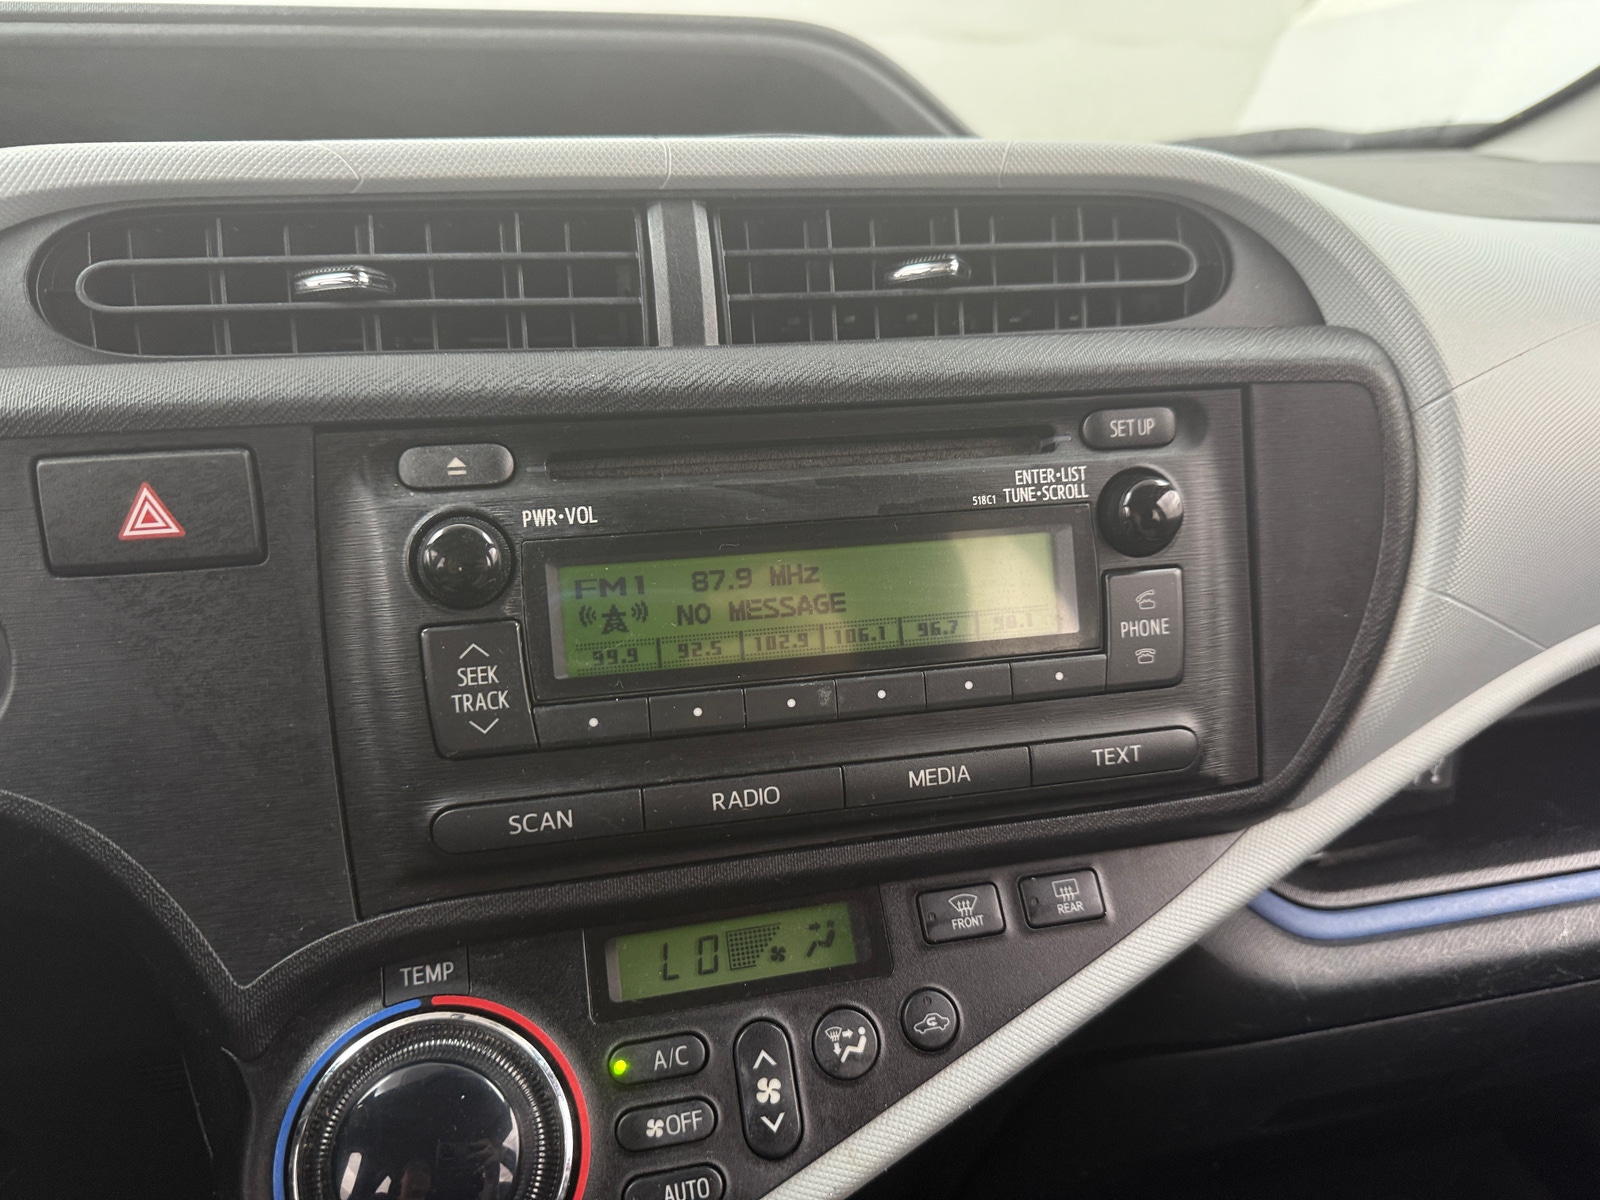 SET UP
ENTER•LIST
518C1 TUNE•SCROLL
PWR•VOL
FM1 87.9 MHz
NO MESSAGE
99.9 92.5 102.9 106.1 96.7 98.1
PHONE
SEEK
TRACK
SCAN RADIO MEDIA TEXT
FRONT REAR
TEMP LO
A/C
OFF
AUTO